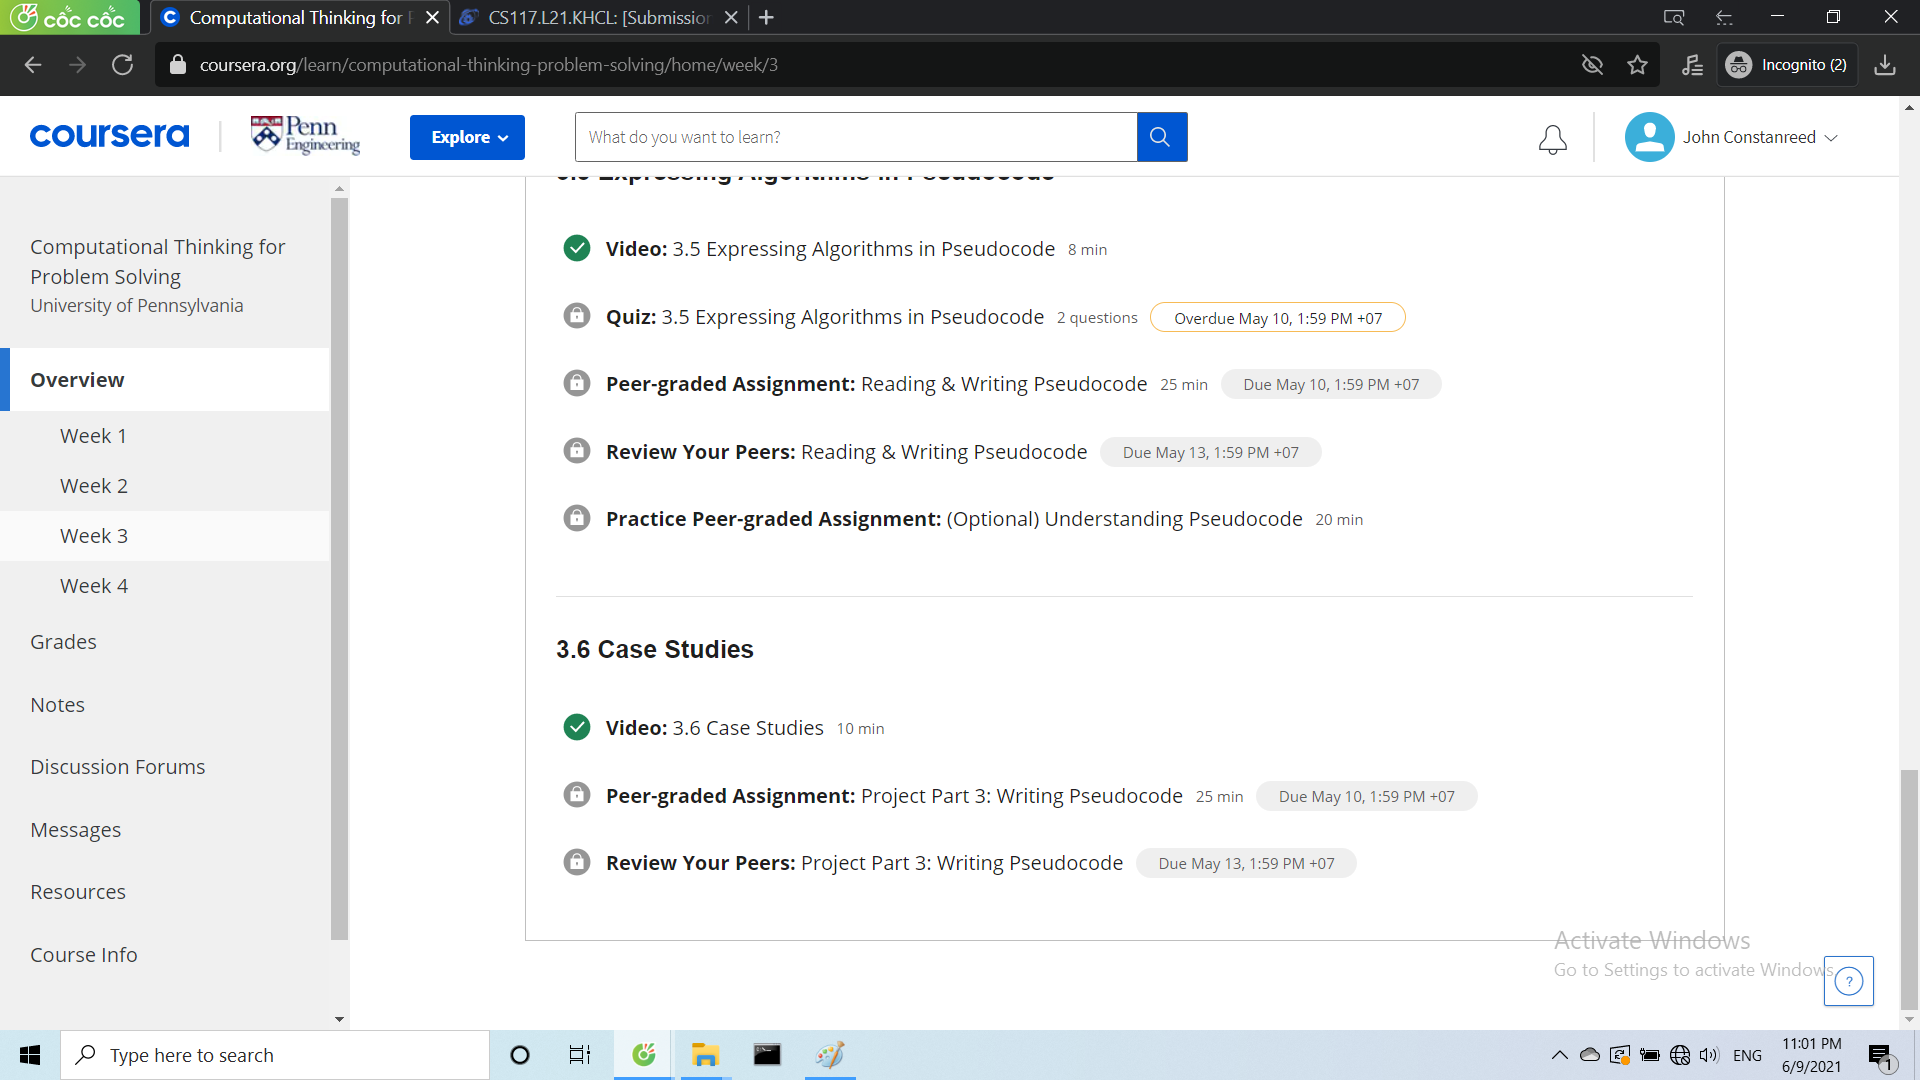 cốc cốc
Computational Thinking for
CS117.L21.KHCL: [Submission
coursera.org/learn/computational-thinking-problem-solving/home/week/3
Incognito (2)
coursera
Penn
Engineering
Explore
What do you want to learn?
John Constanreed
Computational Thinking for
Problem Solving
University of Pennsylvania
Overview
Week 1
Week 2
Week 3
Week 4
Grades
Notes
Discussion Forums
Messages
Resources
Course Info
Expressing Algorithms in Pseudocode
Video: 3.5 Expressing Algorithms in Pseudocode 8 min
Quiz: 3.5 Expressing Algorithms in Pseudocode 2 questions Overdue May 10, 1:59 PM +07
Peer-graded Assignment: Reading & Writing Pseudocode 25 min Due May 10, 1:59 PM +07
Review Your Peers: Reading & Writing Pseudocode Due May 13, 1:59 PM +07
Practice Peer-graded Assignment: (Optional) Understanding Pseudocode 20 min
3.6 Case Studies
Video: 3.6 Case Studies 10 min
Peer-graded Assignment: Project Part 3: Writing Pseudocode 25 min Due May 10, 1:59 PM +07
Review Your Peers: Project Part 3: Writing Pseudocode Due May 13, 1:59 PM +07
Activate Windows
Go to Settings to activate Windows
?
Type here to search
ENG
11:01 PM
6/9/2021
1